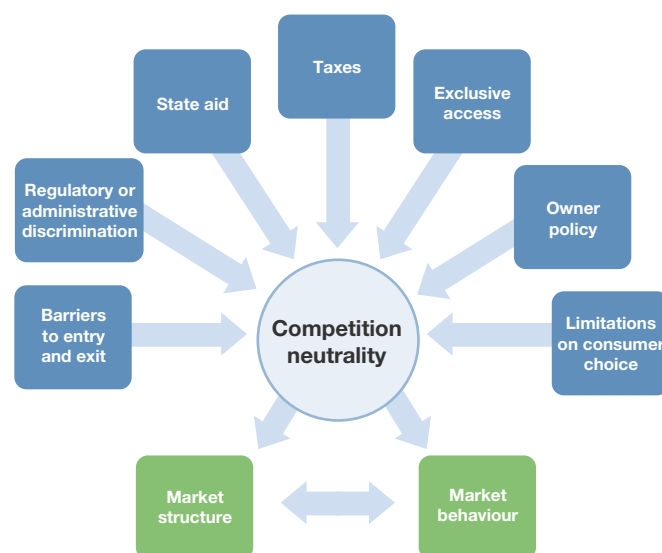 Taxes
State aid
Exclusive
access
Regulatory or
administrative
discrimination
Owner
policy
Barriers
to entry
and exit
Competition
neutrality
Limitations
on consumer
choice
Market
structure
Market
behaviour